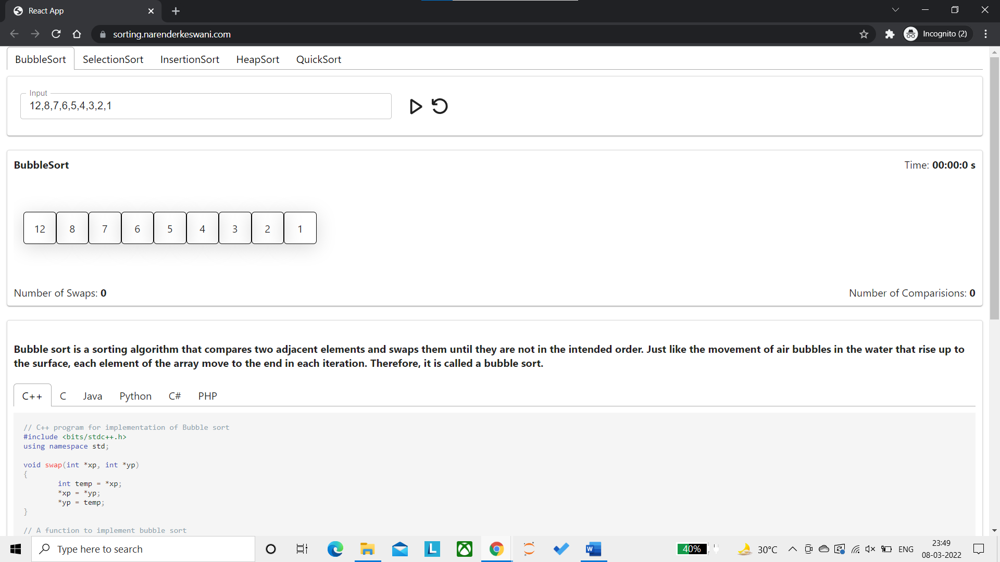 React App
sorting.narenderkeswani.com
Incognito (2)
BubbleSort SelectionSort InsertionSort HeapSort QuickSort
Input
12,8,7,6,5,4,3,2,1
BubbleSort
Time: 00:00:0 s
12 8 7 6 5 4 3 2 1
Number of Swaps: 0
Number of Comparisions: 0
Bubble sort is a sorting algorithm that compares two adjacent elements and swaps them until they are not in the intended order. Just like the movement of air bubbles in the water that rise up to
the surface, each element of the array move to the end in each iteration. Therefore, it is called a bubble sort.
C++ C Java Python C# PHP
// C++ program for implementation of Bubble sort
#include <bits/stdc++.h>
using namespace std;
void swap(int *xp, int *yp)
{
int temp = *xp;
*xp = *yp;
*yp = temp;
}
// A function to implement bubble sort
Type here to search
L
W
40%
30°C
ENG
23:49
08-03-2022